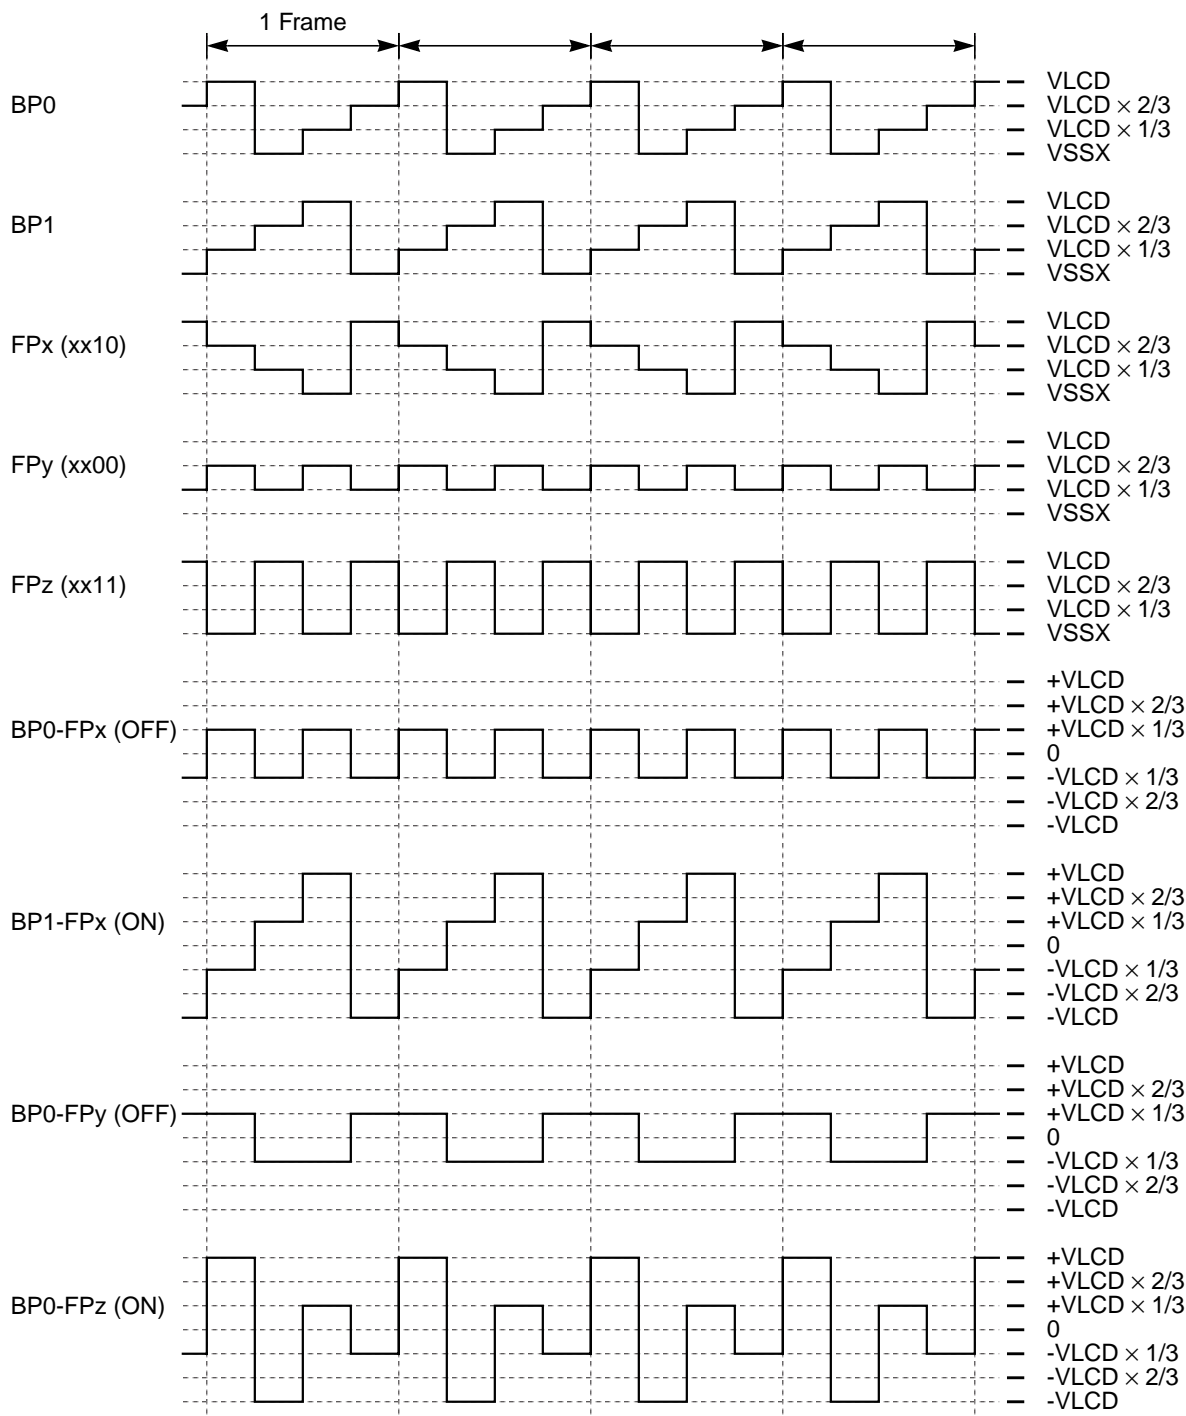 1 Frame
BP0
VLCD
VLCD × 2/3
VLCD × 1/3
VSSX
BP1
VLCD
VLCD × 2/3
VLCD × 1/3
VSSX
FPx (xx10)
VLCD
VLCD × 2/3
VLCD × 1/3
VSSX
FPy (xx00)
VLCD
VLCD × 2/3
VLCD × 1/3
VSSX
FPz (xx11)
VLCD
VLCD × 2/3
VLCD × 1/3
VSSX
BP0-FPx (OFF)
+VLCD
+VLCD × 2/3
+VLCD × 1/3
0
-VLCD × 1/3
-VLCD × 2/3
-VLCD
BP1-FPx (ON)
+VLCD
+VLCD × 2/3
+VLCD × 1/3
0
-VLCD × 1/3
-VLCD × 2/3
-VLCD
BP0-FPy (OFF)
+VLCD
+VLCD × 2/3
+VLCD × 1/3
0
-VLCD × 1/3
-VLCD × 2/3
-VLCD
BP0-FPz (ON)
+VLCD
+VLCD × 2/3
+VLCD × 1/3
0
-VLCD × 1/3
-VLCD × 2/3
-VLCD